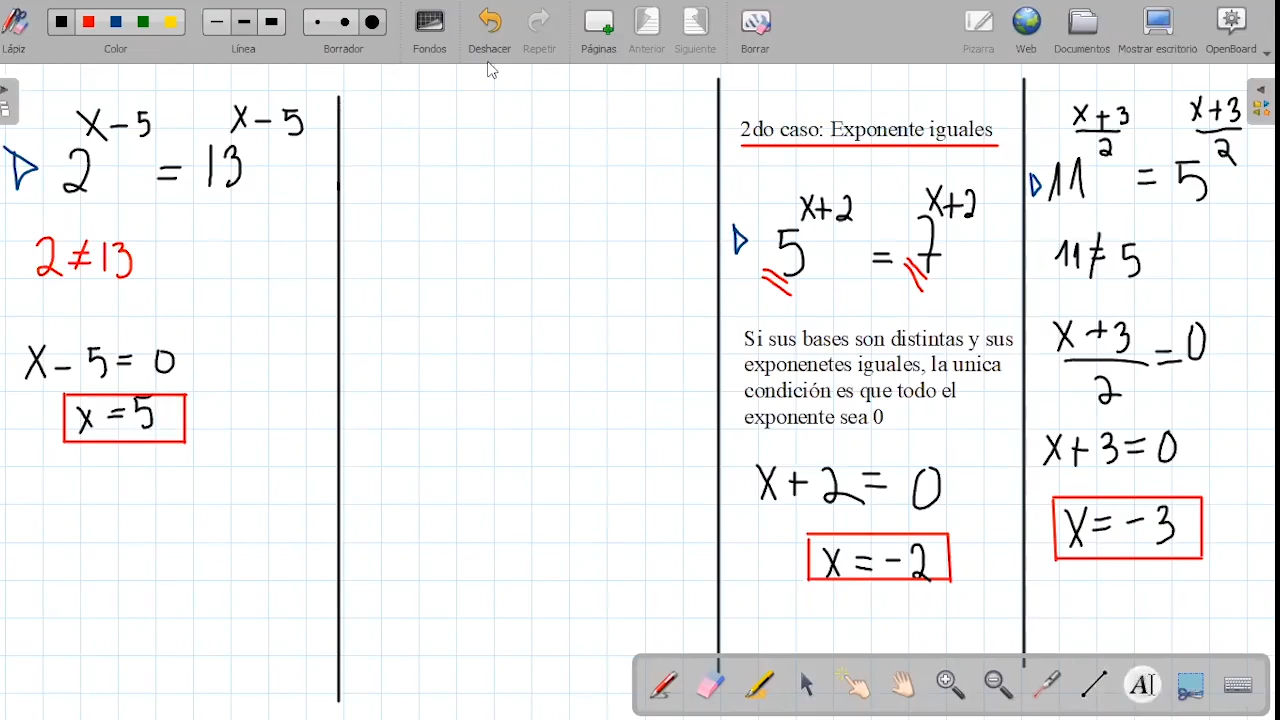 Lápiz
Color
Línea
Borrador
Fondos
Deshacer
Repetir
Páginas
Anterior
Siguiente
Borrar
Pizarra
Web
Documentos
Mostrar escritorio
OpenBoard
2^(x-5) = 13^(x-5)
2 ≠ 13
x - 5 = 0
x = 5
2do caso: Exponente iguales
5^(x+2) = 7^(x+2)
Si sus bases son distintas y sus
exponenetes iguales, la unica
condición es que todo el
exponente sea 0
x + 2 = 0
x = -2
11^((x+3)/2) = 5^((x+3)/2)
11 ≠ 5
(x+3)/2 = 0
x + 3 = 0
x = -3
AI